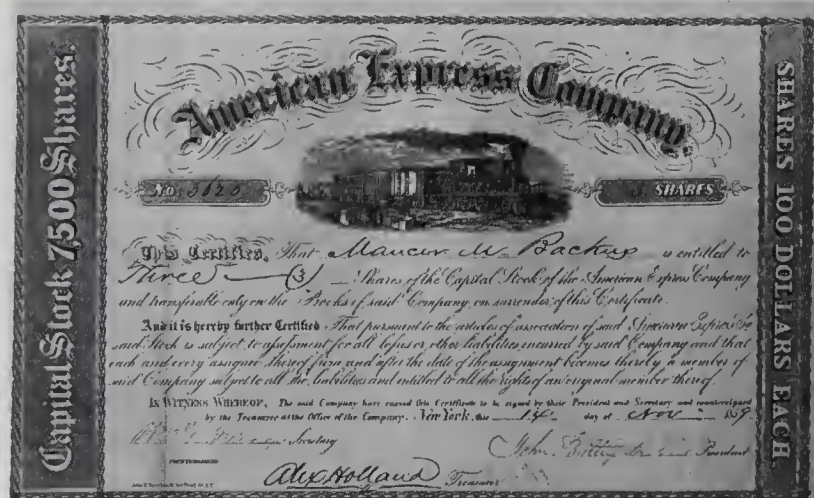 American Express Company.
Capital Stock 7500 Shares.
No. 3626
3 SHARES
SHARES 100 DOLLARS EACH.
This Certifies, That M. Backus is entitled to
Three (3) Shares of the Capital Stock of the American Express Company
and transferable only on the Books of said Company, on surrender of this Certificate.
And it is hereby further Certified That pursuant to the articles of association of said American Express Co.
said Stock is subject to assessment for all losses or other liabilities incurred by said Company and that
each and every assignee thereof from and after the date of the assignment becomes thereby a member of
said Company subject to all the liabilities and entitled to all the rights of an original member thereof.
IN WITNESS WHEREOF, The said Company have caused this Certificate to be signed by their President and Secretary and countersigned
by the Treasurer at the Office of the Company. New York, this 14 day of Nov 1859
Secretary
John President
Alex Holland Treasurer